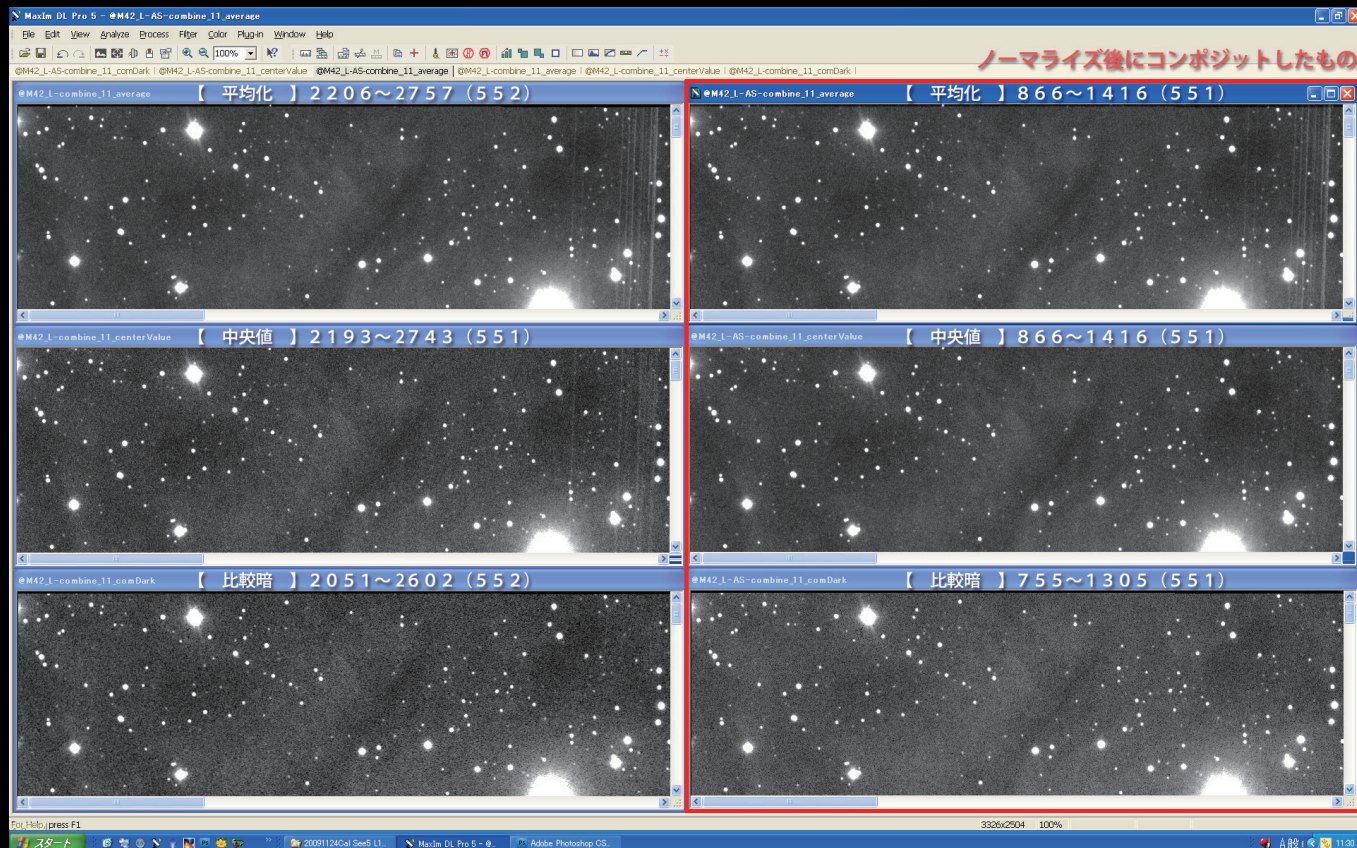 MaxIm DL Pro 5 - @M42_L-AS-combine_11_average
File Edit View Analyze Process Filter Color Plug-in Window Help
100%
@M42_L-AS-combine_11_comDark | @M42_L-AS-combine_11_centerValue @M42_L-AS-combine_11_average | @M42_L-combine_11_average | @M42_L-combine_11_centerValue | @M42_L-combine_11_comDark |
ノーマライズ後にコンポジットしたもの
@M42_L-combine_11_average 【 平均化 】２２０６～２７５７（５５２）
@M42_L-AS-combine_11_average 【 平均化 】８６６～１４１６（５５１）
@M42_L-combine_11_centerValue 【 中央値 】２１９３～２７４３（５５１）
@M42_L-AS-combine_11_centerValue 【 中央値 】８６６～１４１６（５５１）
@M42_L-combine_11_comDark 【 比較暗 】２０５１～２６０２（５５２）
@M42_L-AS-combine_11_comDark 【 比較暗 】７５５～１３０５（５５１）
For Help, press F1
3326x2504 100%
スタート
20091124Cal See5 L1...
MaxIm DL Pro 5 - @...
Adobe Photoshop CS...
A 般
11:30